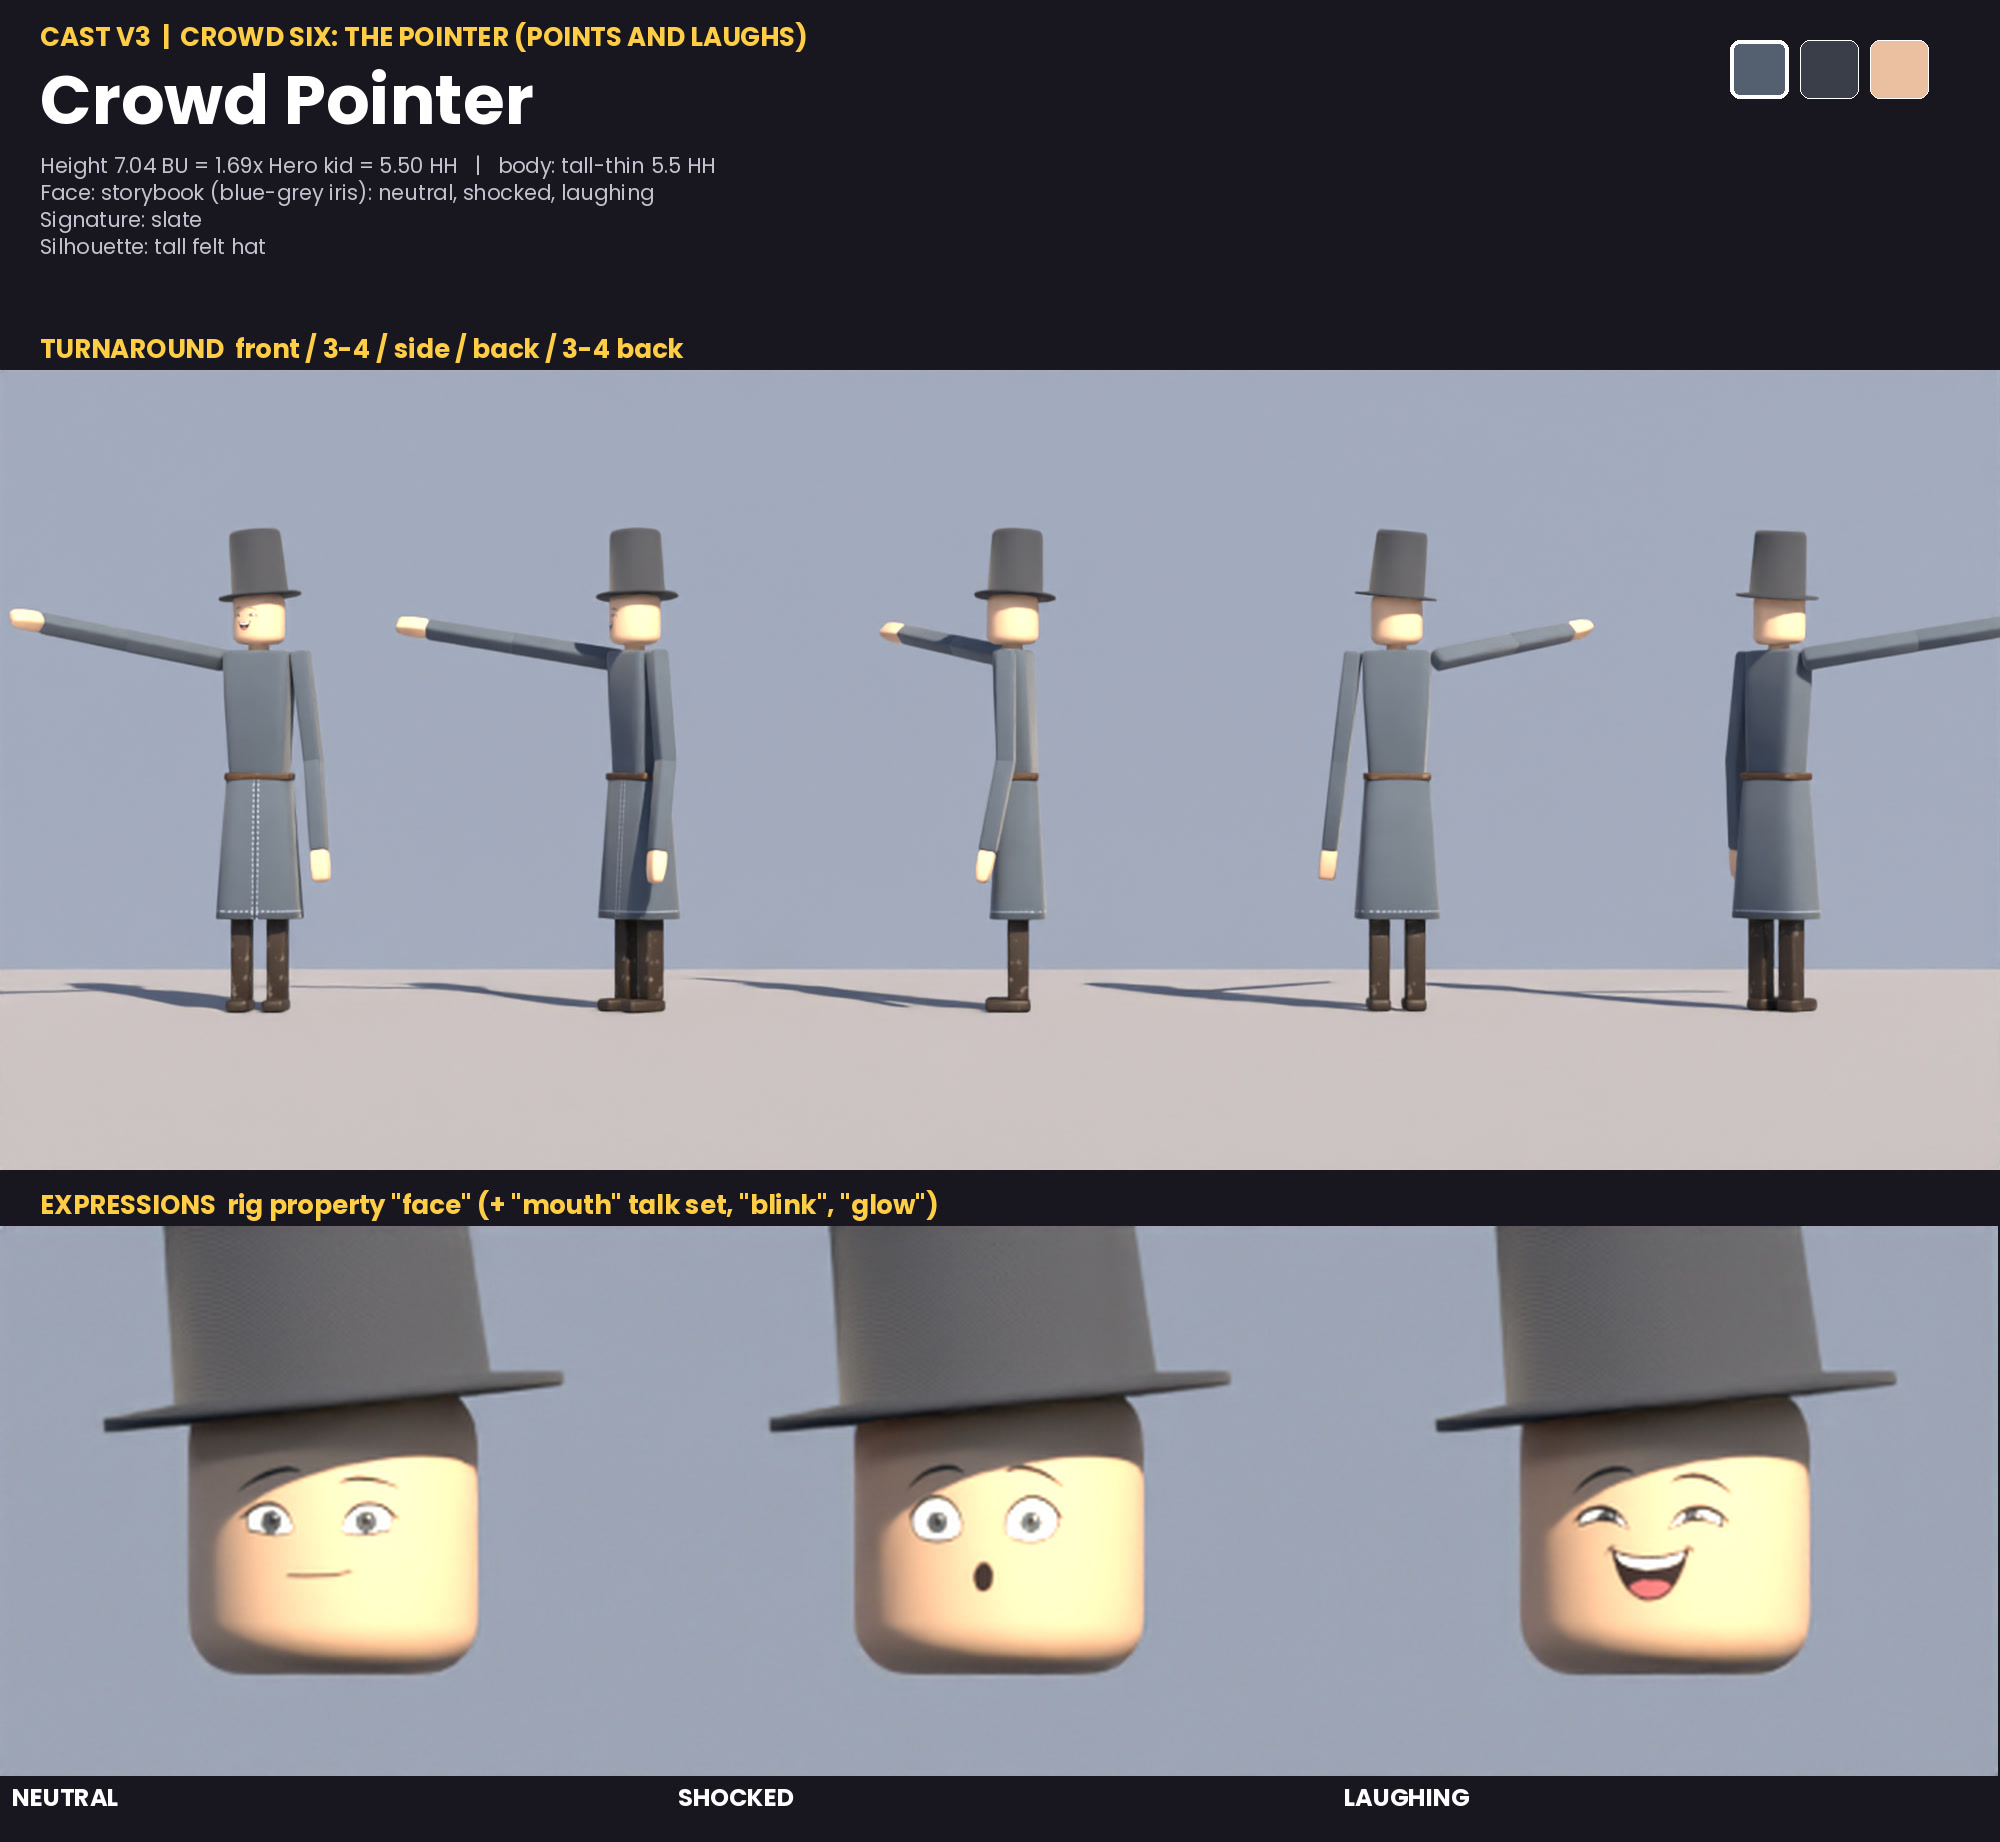 CAST V3 | CROWD SIX: THE POINTER (POINTS AND LAUGHS)
Crowd Pointer
Height 7.04 BU = 1.69x Hero kid = 5.50 HH | body: tall-thin 5.5 HH
Face: storybook (blue-grey iris): neutral, shocked, laughing
Signature: slate
Silhouette: tall felt hat
TURNAROUND front / 3-4 / side / back / 3-4 back
EXPRESSIONS rig property "face" (+ "mouth" talk set, "blink", "glow")
NEUTRAL
SHOCKED
LAUGHING